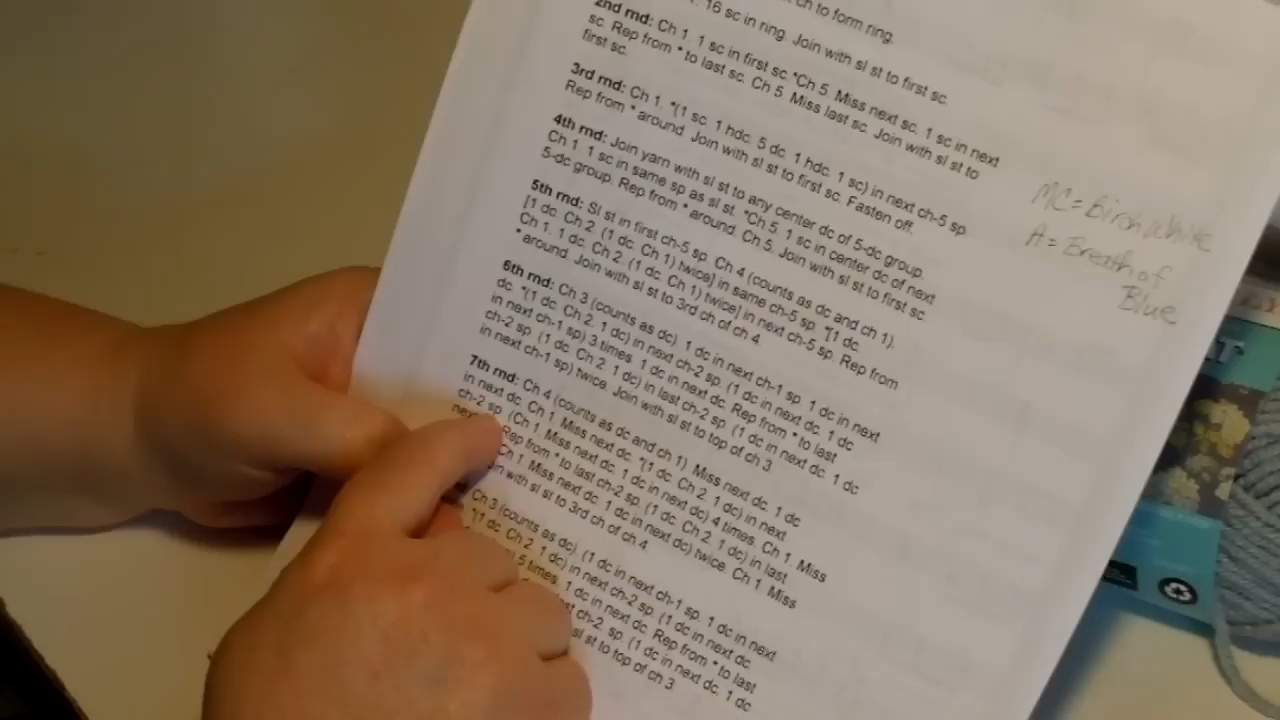 ch to form ring.
16 sc in ring. Join with sl st to first sc.
2nd rnd: Ch 1. 1 sc in first sc. *Ch 5. Miss next sc. 1 sc in next
sc. Rep from * to last sc. Ch 5. Miss last sc. Join with sl st to
first sc.
3rd rnd: Ch 1. *(1 sc. 1 hdc. 5 dc. 1 hdc. 1 sc) in next ch-5 sp.
Rep from * around. Join with sl st to first sc. Fasten off.
4th rnd: Join yarn with sl st to any center dc of 5-dc group.
Ch 1. 1 sc in same sp as sl st. *Ch 5. 1 sc in center dc of next
5-dc group. Rep from * around. Ch 5. Join with sl st to first sc.
5th rnd: Sl st in first ch-5 sp. Ch 4 (counts as dc and ch 1).
[1 dc. Ch 2. (1 dc. Ch 1) twice] in same ch-5 sp. *[1 dc.
Ch 1. 1 dc. Ch 2. (1 dc. Ch 1) twice] in next ch-5 sp. Rep from
* around. Join with sl st to 3rd ch of ch 4.
6th rnd: Ch 3 (counts as dc). 1 dc in next ch-1 sp. 1 dc in next
dc. *(1 dc. Ch 2. 1 dc) in next ch-2 sp. (1 dc in next dc. 1 dc
in next ch-1 sp) 3 times. 1 dc in next dc. Rep from * to last
ch-2 sp. (1 dc. Ch 2. 1 dc) in last ch-2 sp. (1 dc in next dc. 1 dc
in next ch-1 sp) twice. Join with sl st to top of ch 3.
7th rnd: Ch 4 (counts as dc and ch 1). Miss next dc. 1 dc
in next dc. Ch 1. Miss next dc. *(1 dc. Ch 2. 1 dc) in next
ch-2 sp. (Ch 1. Miss next dc. 1 dc in next dc) 4 times. Ch 1. Miss
Rep from * to last ch-2 sp. (1 dc. Ch 2. 1 dc) in last
Ch 1. Miss next dc. 1 dc in next dc) twice. Ch 1. Miss
with sl st to 3rd ch of ch 4.
Ch 3 (counts as dc). (1 dc in next ch-1 sp. 1 dc in next
*(1 dc. Ch 2. 1 dc) in next ch-2 sp. (1 dc in next dc.
5 times. 1 dc in next dc. Rep from * to last
ch-2 sp. (1 dc in next dc. 1 dc
sl st to top of ch 3.
MC = Birch White
A = Breath of
Blue